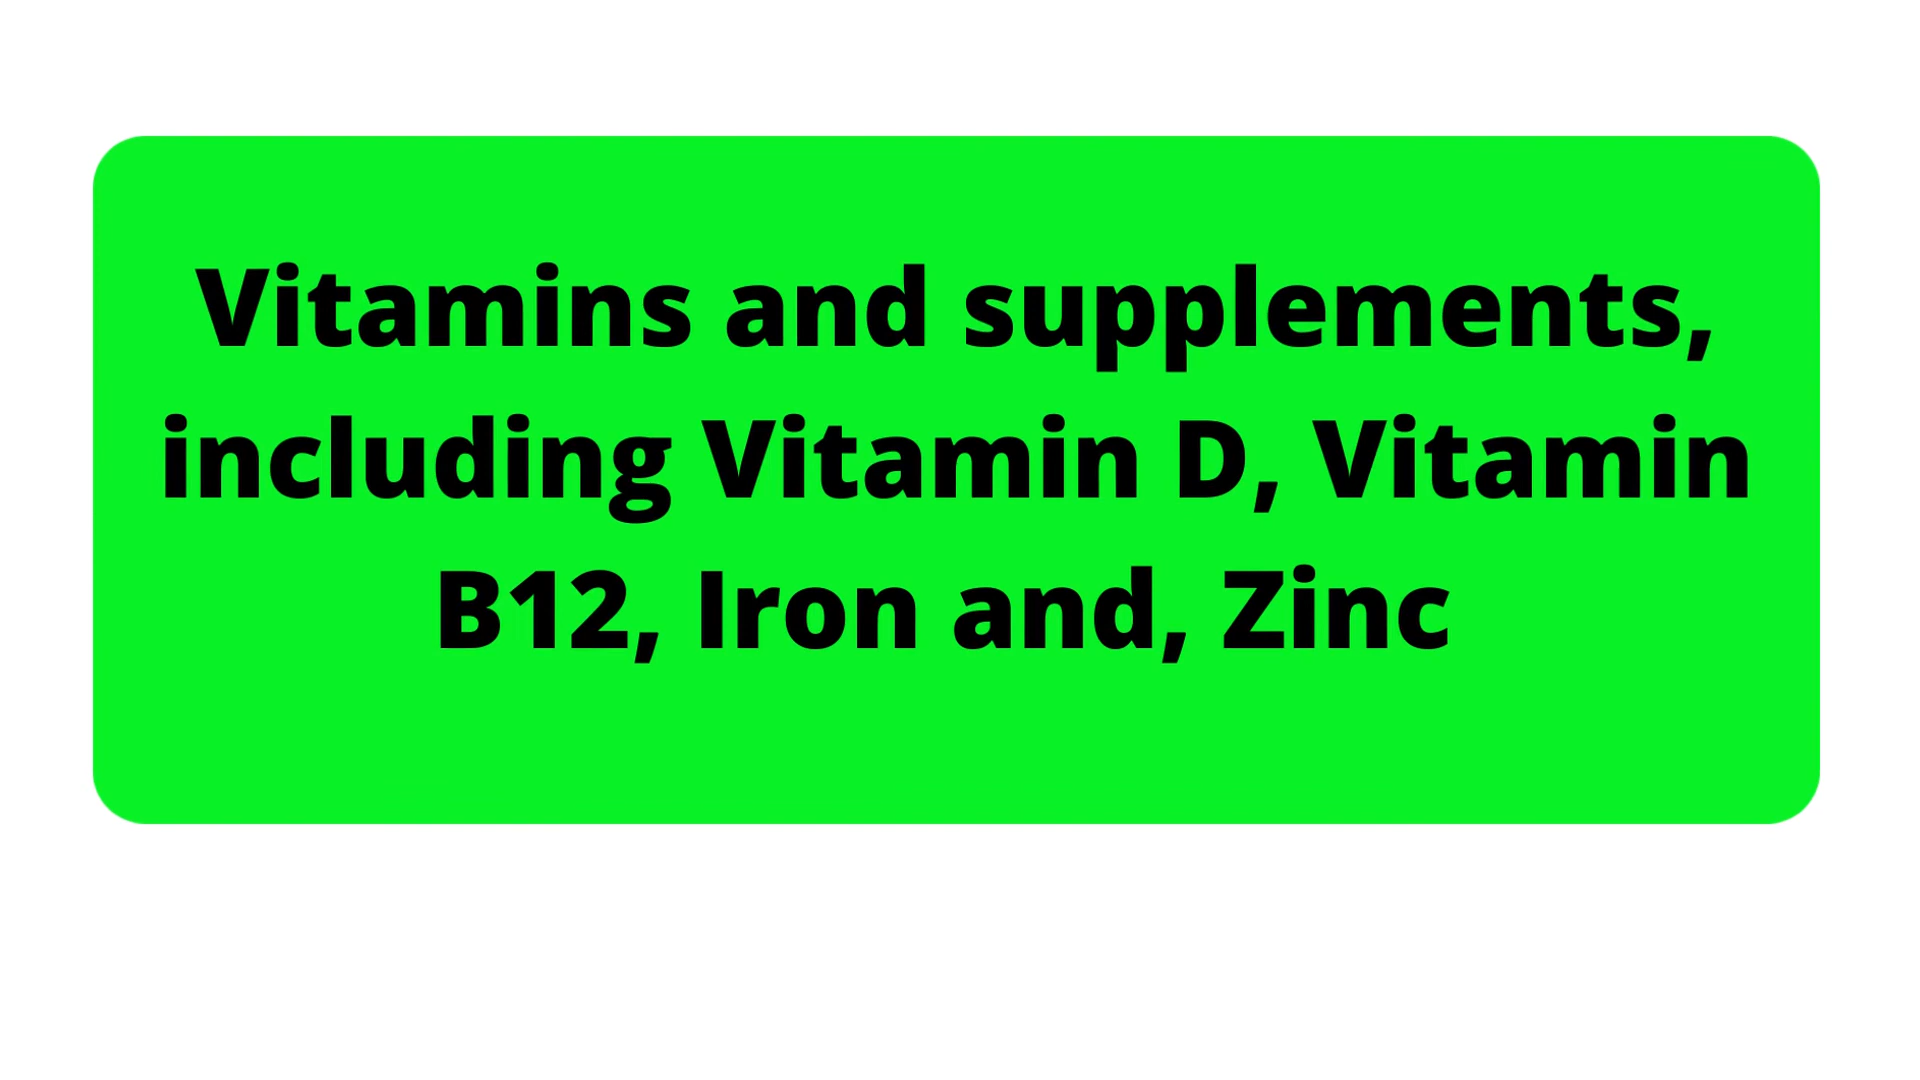 Vitamins and supplements,
including Vitamin D, Vitamin
B12, Iron and, Zinc